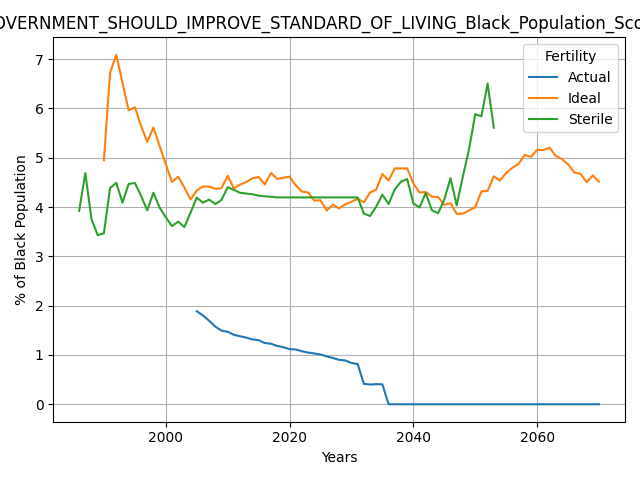 OVERNMENT_SHOULD_IMPROVE_STANDARD_OF_LIVING_Black_Population_Sco
Fertility
Actual
Ideal
Sterile
% of Black Population
7
6
5
4
3
2
1
0
2000 2020 2040 2060
Years